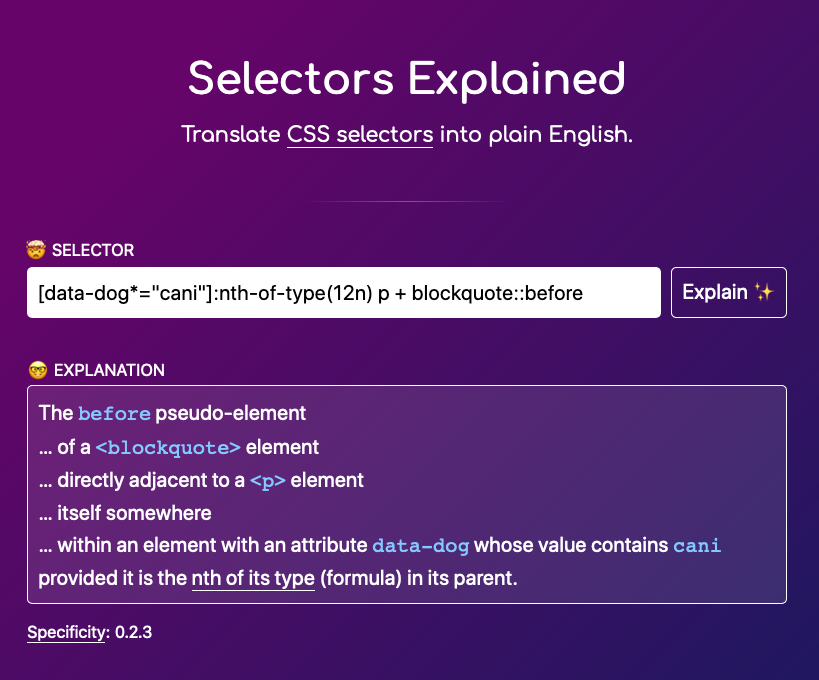 Selectors Explained
Translate CSS selectors into plain English.
🤯 SELECTOR
[data-dog*="cani"]:nth-of-type(12n) p + blockquote::before
Explain ✨
🤓 EXPLANATION
The before pseudo-element
... of a <blockquote> element
... directly adjacent to a <p> element
... itself somewhere
... within an element with an attribute data-dog whose value contains cani
provided it is the nth of its type (formula) in its parent.
Specificity: 0.2.3